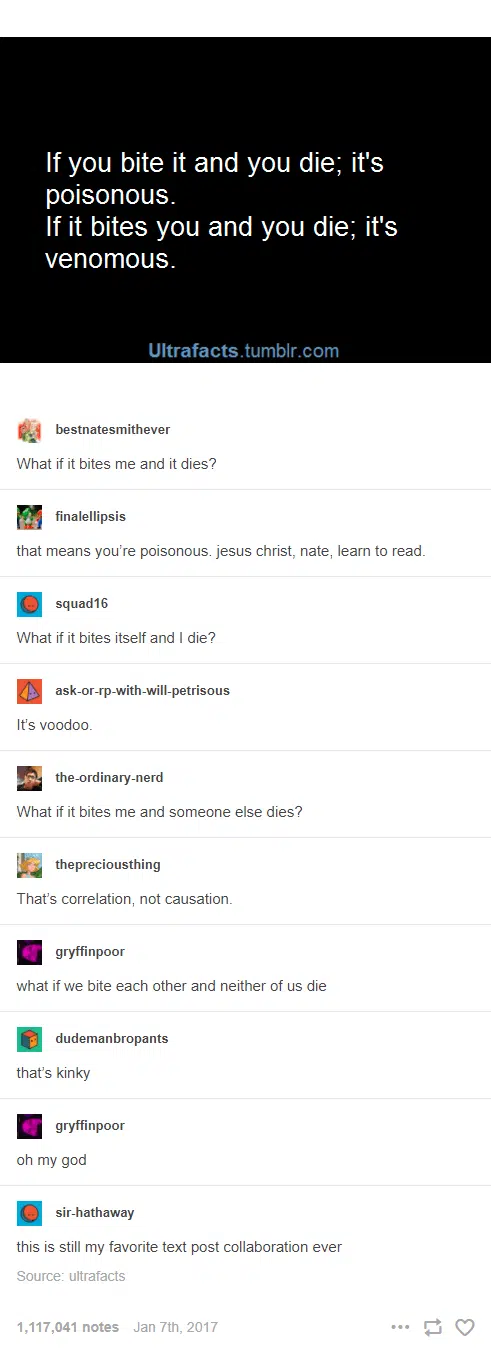 If you bite it and you die; it's
poisonous.
If it bites you and you die; it's
venomous.
Ultrafacts.tumblr.com
bestnatesmithever
What if it bites me and it dies?
finalellipsis
that means you’re poisonous. jesus christ, nate, learn to read.
squad16
What if it bites itself and I die?
ask-or-rp-with-will-petrisous
It’s voodoo.
the-ordinary-nerd
What if it bites me and someone else dies?
thepreciousthing
That’s correlation, not causation.
gryffinpoor
what if we bite each other and neither of us die
dudemanbropants
that’s kinky
gryffinpoor
oh my god
sir-hathaway
this is still my favorite text post collaboration ever
Source: ultrafacts
1,117,041 notes Jan 7th, 2017